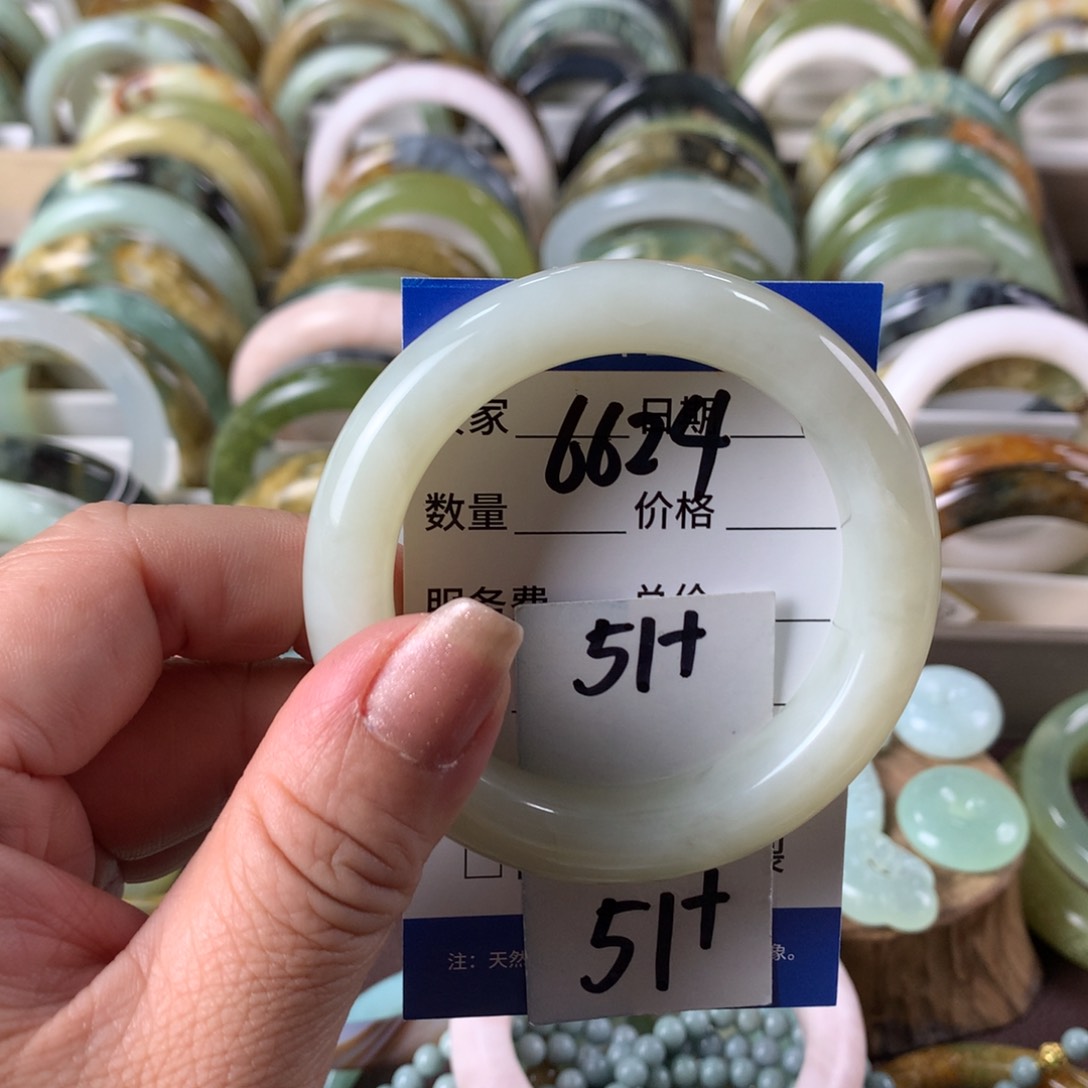 家 日期
6624
数量 价格
服务费 总价
51+
51+
注：天然 象。